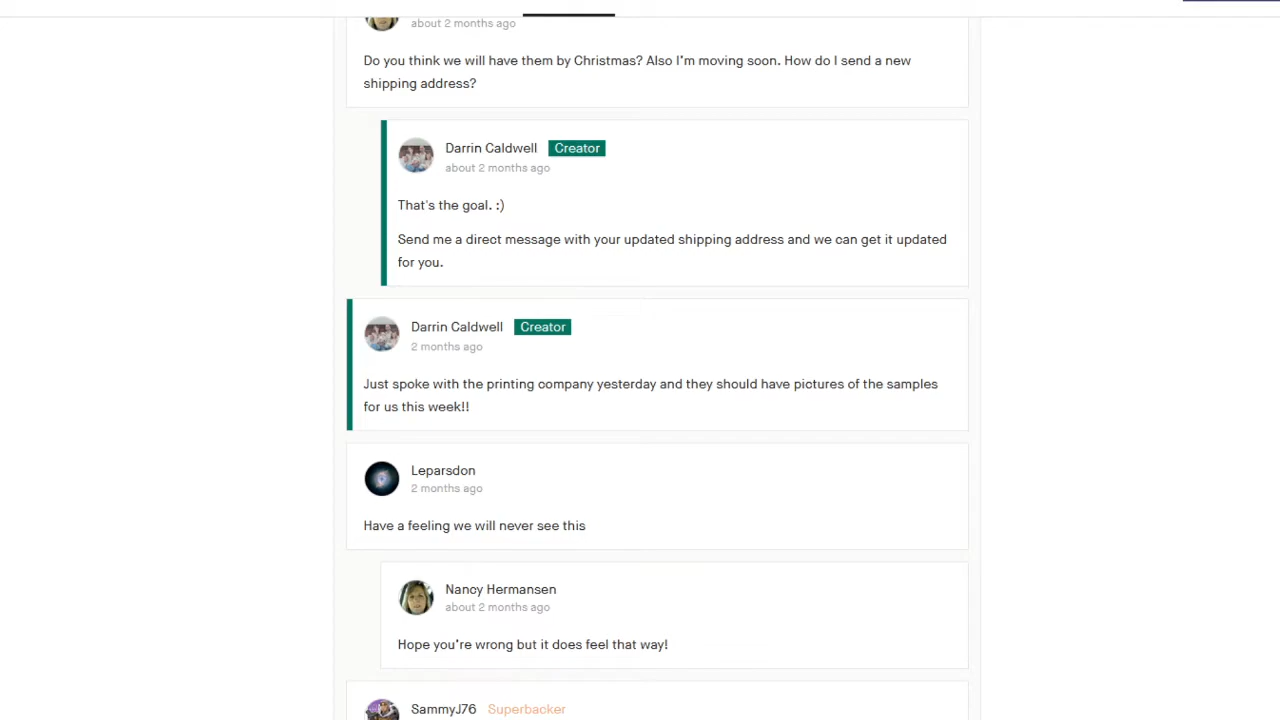 about 2 months ago
Do you think we will have them by Christmas? Also I'm moving soon. How do I send a new
shipping address?
Darrin Caldwell Creator
about 2 months ago
That's the goal. :)
Send me a direct message with your updated shipping address and we can get it updated
for you.
Darrin Caldwell Creator
2 months ago
Just spoke with the printing company yesterday and they should have pictures of the samples
for us this week!!
Leparsdon
2 months ago
Have a feeling we will never see this
Nancy Hermansen
about 2 months ago
Hope you're wrong but it does feel that way!
SammyJ76 Superbacker